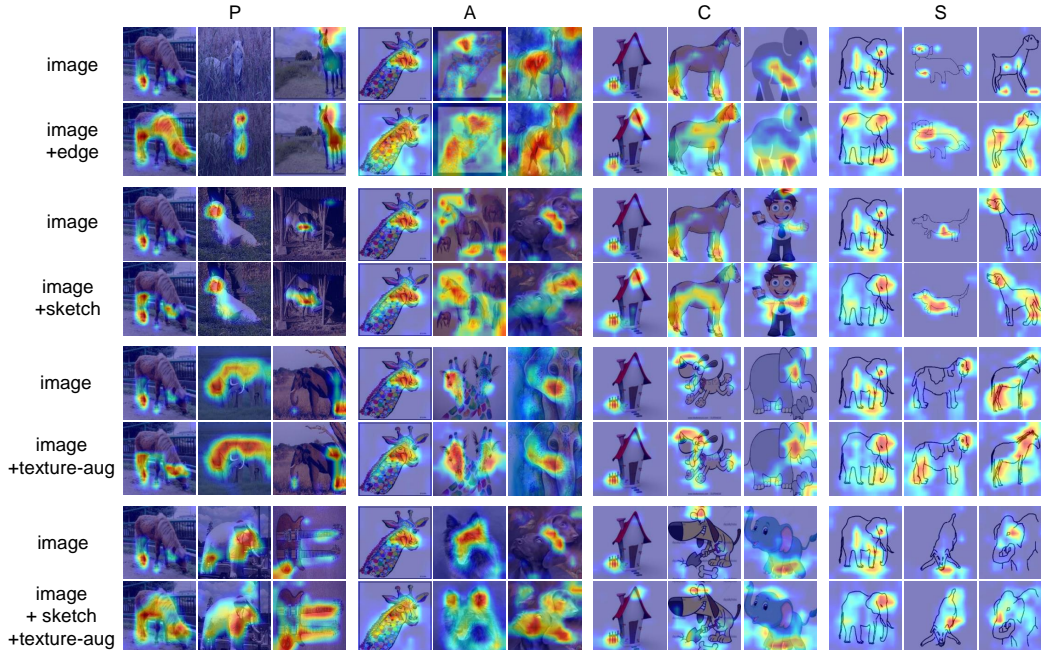 P A C S
image
image
+edge
image
image
+sketch
image
image
+texture-aug
image
image
+ sketch
+texture-aug